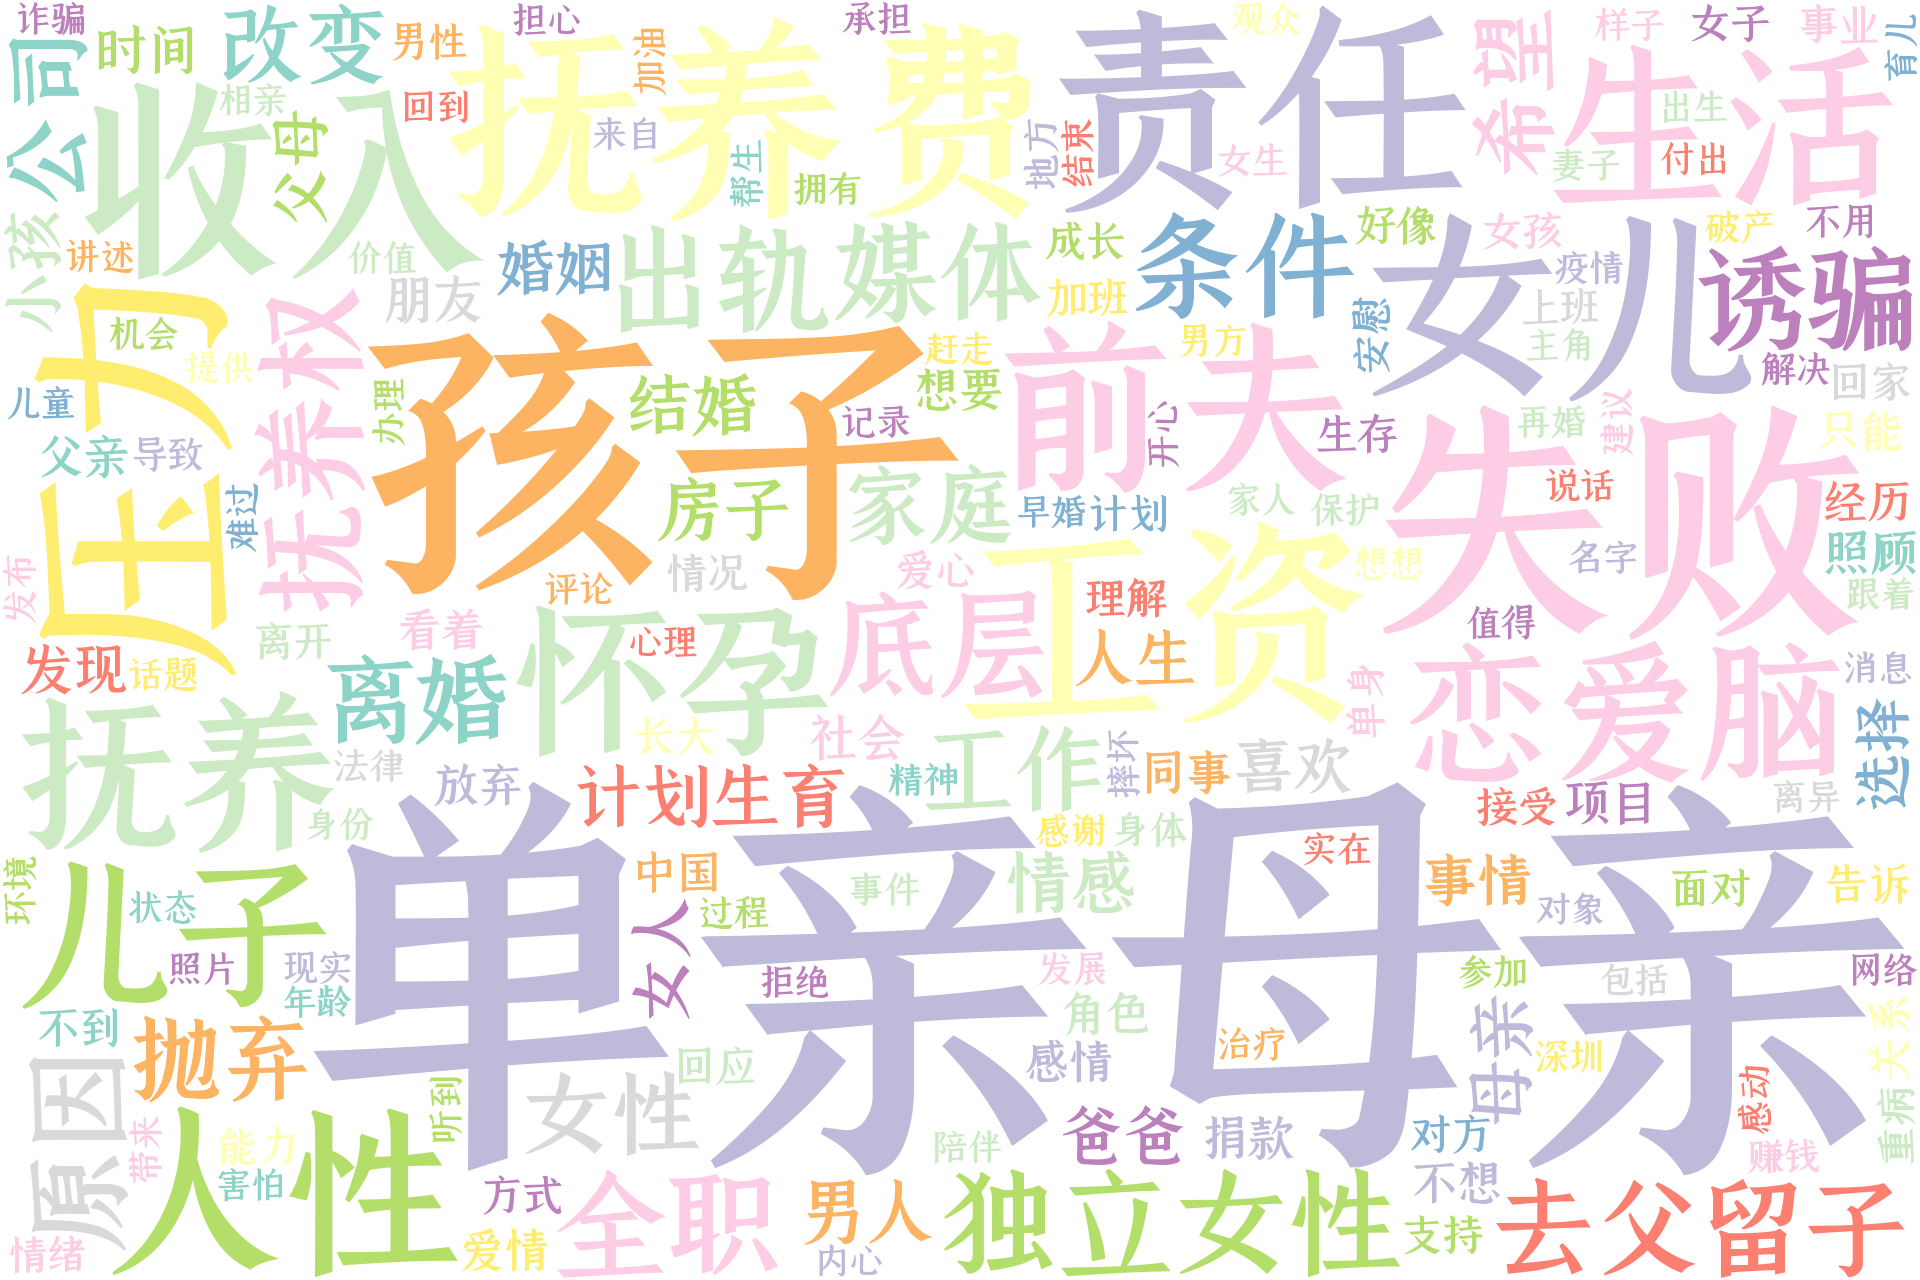 诈骗
担心
承担
观众
样子
女子
事业
育儿
公司
时间
改变
男性
加油
抚养费
责任
希望
生活
收入
相亲
回到
父母
来自
帮生
拥有
地方
结束
女生
出生
妻子
付出
小孩
讲述
价值
朋友
婚姻
出轨
媒体
成长
加班
条件
好像
女孩
疫情
破产
不用
女儿
诱骗
压力
机会
提供
抚养权
孩子
赶走
想要
前夫
男方
安慰
上班
主角
解决
回家
儿童
办理
结婚
记录
开心
生存
再婚
建议
只能
失败
父亲
导致
难过
房子
家庭
早婚
计划
家人
保护
说话
经历
发布
评论
情况
爱心
工资
想想
名字
照顾
跟着
离开
看着
心理
怀孕
底层
理解
人生
值得
单身
恋爱脑
消息
发现
话题
离婚
长大
社会
工作
摔坏
同事
喜欢
选择
抚养
法律
放弃
计划生育
精神
接受
项目
离异
身份
单亲母亲
感谢
身体
实在
环境
儿子
状态
中国
过程
事件
情感
事情
对象
面对
告诉
照片
现实
年龄
女人
拒绝
发展
参加
包括
网络
不到
抛弃
角色
治疗
母亲
深圳
关系
原因
回应
感情
感动
重病
带来
人性
能力
害怕
听到
女性
陪伴
爸爸
捐款
对方
不想
赚钱
情绪
方式
爱情
全职
男人
内心
独立女性
支持
去父留子